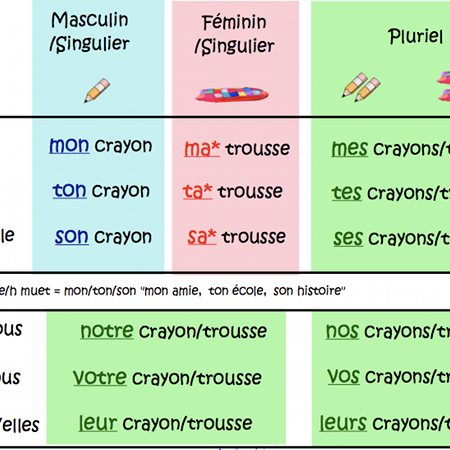 Masculin /Singulier
Féminin /Singulier
Pluriel
mon crayon ma* trousse mes crayons/t
ton crayon ta* trousse tes crayons/t
le son crayon sa* trousse ses crayons/t
e/h muet = mon/ton/son "mon amie, ton école, son histoire"
ous notre crayon/trousse nos crayons/tr
ous votre crayon/trousse vos crayons/tr
/elles leur crayon/trousse leurs crayons/t